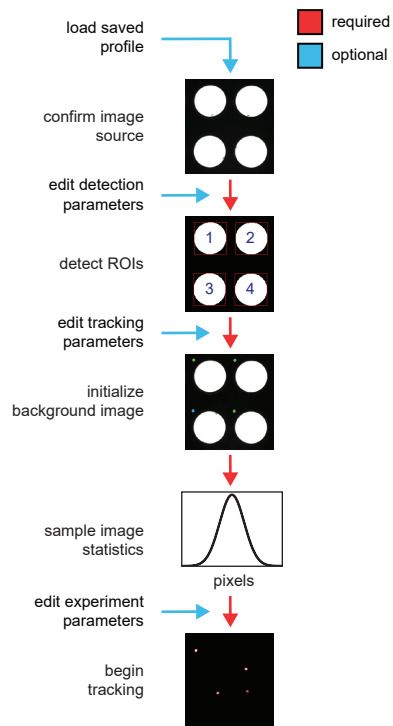 load saved
profile
required
optional
confirm image
source
edit detection
parameters
1 2
detect ROIs
3 4
edit tracking
parameters
initialize
background image
sample image
statistics
pixels
edit experiment
parameters
begin
tracking